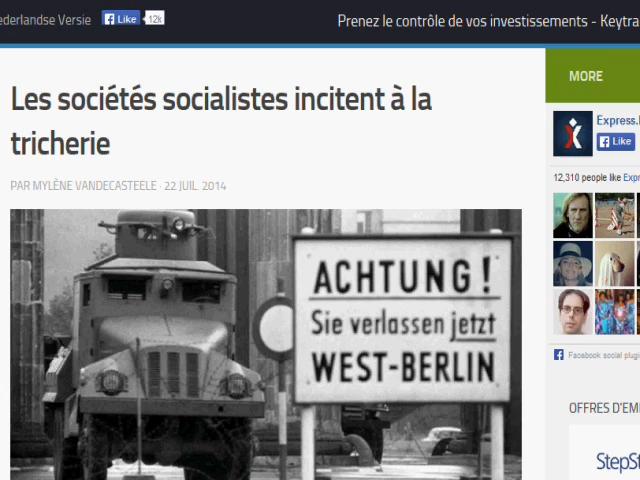 Nederlandse Versie
Like 12k
Prenez le contrôle de vos investissements - Keytra
Les sociétés socialistes incitent à la
tricherie
PAR MYLÈNE VANDECASTEELE · 22 JUIL. 2014
ACHTUNG!
Sie verlassen jetzt
WEST-BERLIN
MORE
Express.
Like
12,310 people like Expr
Facebook social plugi
OFFRES D'EM
StepSt